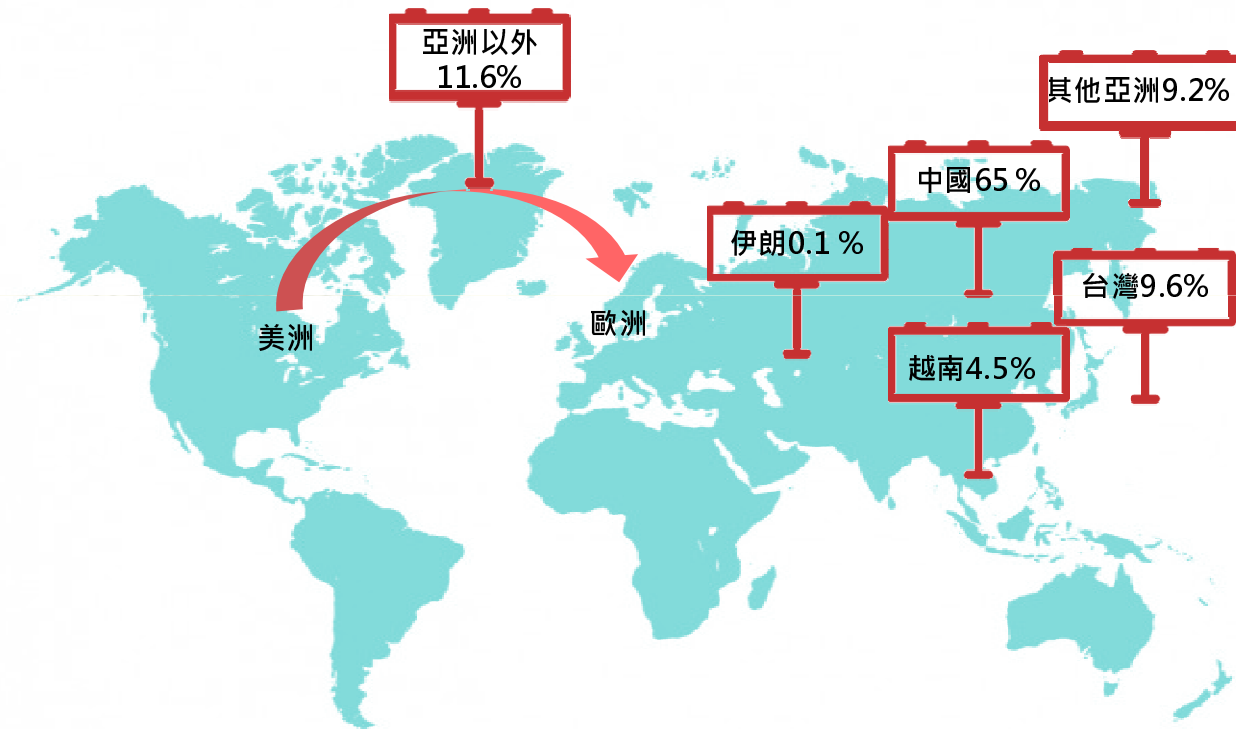 亞洲以外
11.6%
其他亞洲9.2%
中國65 %
伊朗0.1 %
台灣9.6%
美洲
歐洲
越南4.5%